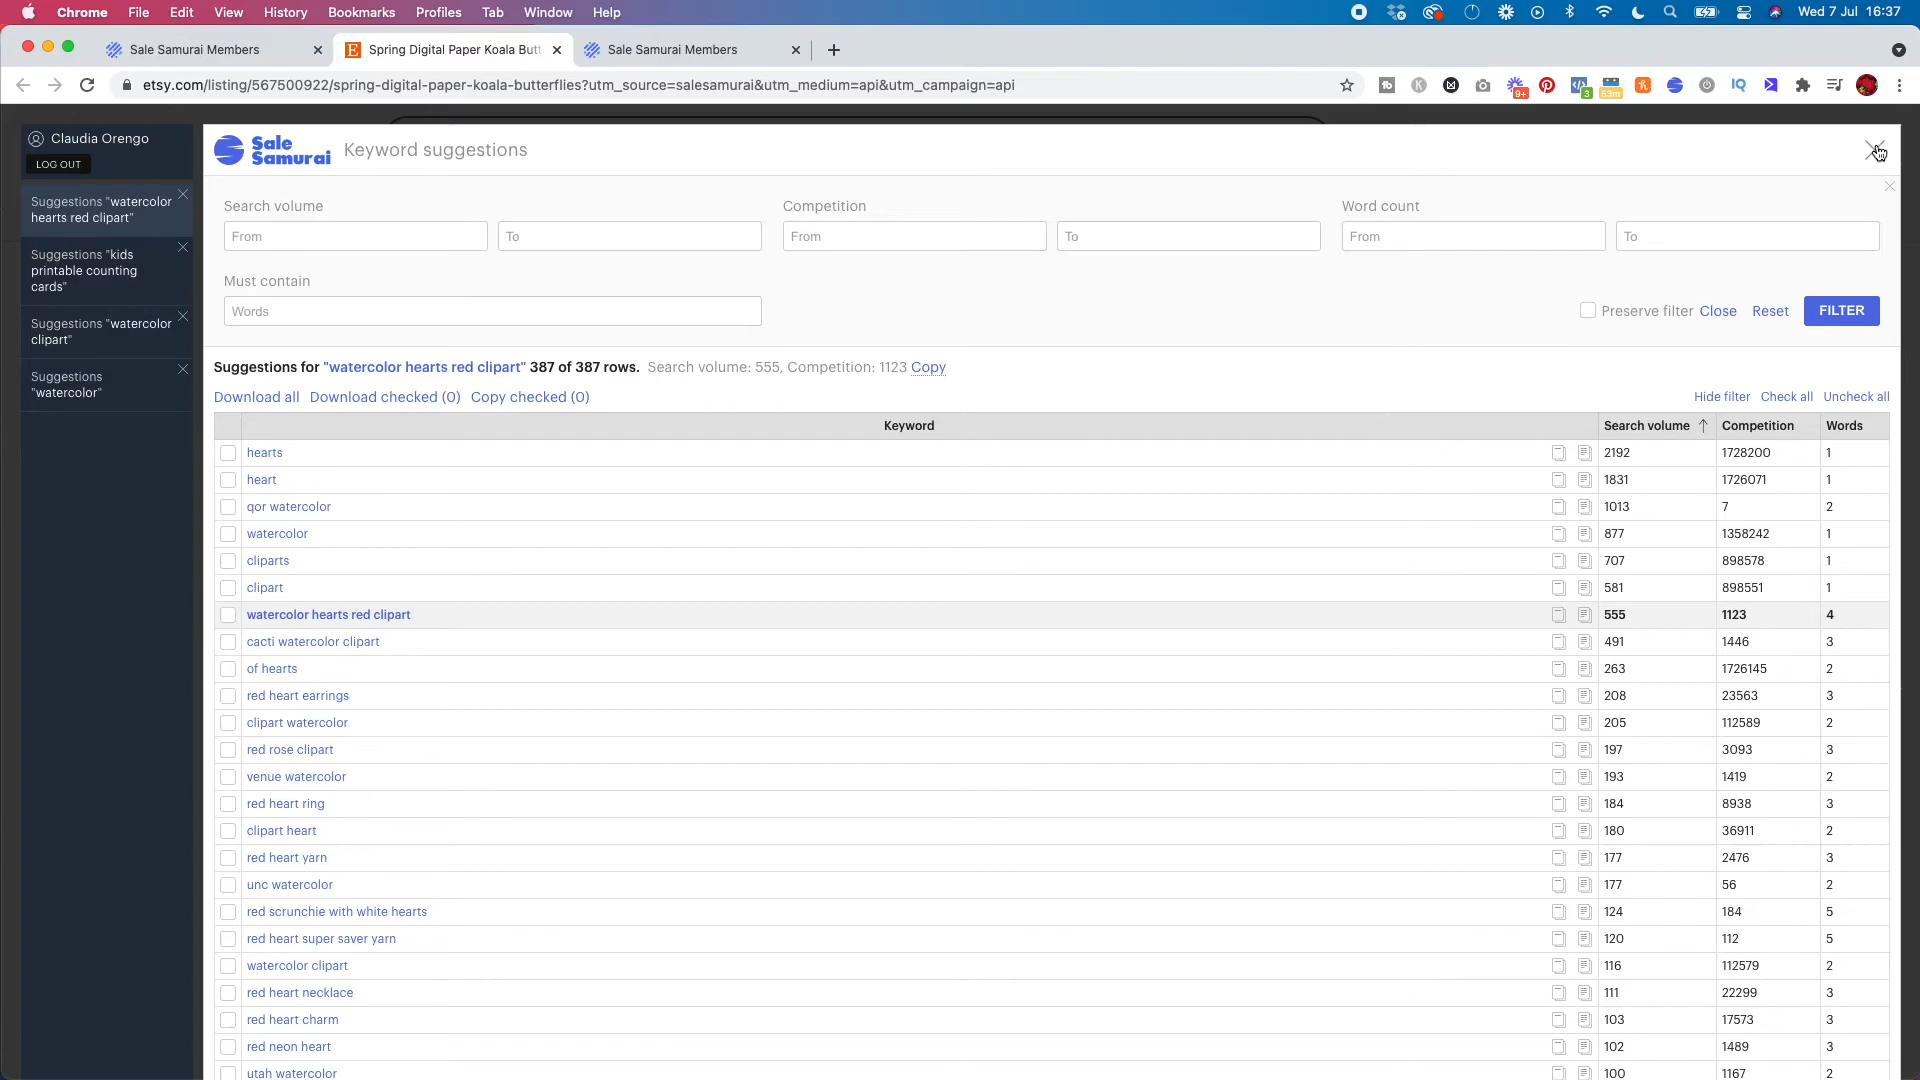 Chrome File Edit View History Bookmarks Profiles Tab Window Help Wed 7 Jul 16:37
Sale Samurai Members Spring Digital Paper Koala Butt Sale Samurai Members
etsy.com/listing/567500922/spring-digital-paper-koala-butterflies?utm_source=salesamurai&utm_medium=api&utm_campaign=api
9+ 3 53m IQ
Claudia Orengo
LOG OUT
Suggestions "watercolor
hearts red clipart"
Suggestions "kids
printable counting
cards"
Suggestions "watercolor
clipart"
Suggestions
"watercolor"
Sale
Samurai
Keyword suggestions
Search volume Competition Word count
From To From To From To
Must contain
Words
Preserve filter Close Reset FILTER
Suggestions for "watercolor hearts red clipart" 387 of 387 rows. Search volume: 555, Competition: 1123 Copy
Download all Download checked (0) Copy checked (0) Hide filter Check all Uncheck all
Keyword Search volume Competition Words
hearts 2192 1728200 1
heart 1831 1726071 1
qor watercolor 1013 7 2
watercolor 877 1358242 1
cliparts 707 898578 1
clipart 581 898551 1
watercolor hearts red clipart 555 1123 4
cacti watercolor clipart 491 1446 3
of hearts 263 1726145 2
red heart earrings 208 23563 3
clipart watercolor 205 112589 2
red rose clipart 197 3093 3
venue watercolor 193 1419 2
red heart ring 184 8938 3
clipart heart 180 36911 2
red heart yarn 177 2476 3
unc watercolor 177 56 2
red scrunchie with white hearts 124 184 5
red heart super saver yarn 120 112 5
watercolor clipart 116 112579 2
red heart necklace 111 22299 3
red heart charm 103 17573 3
red neon heart 102 1489 3
utah watercolor 100 1167 2